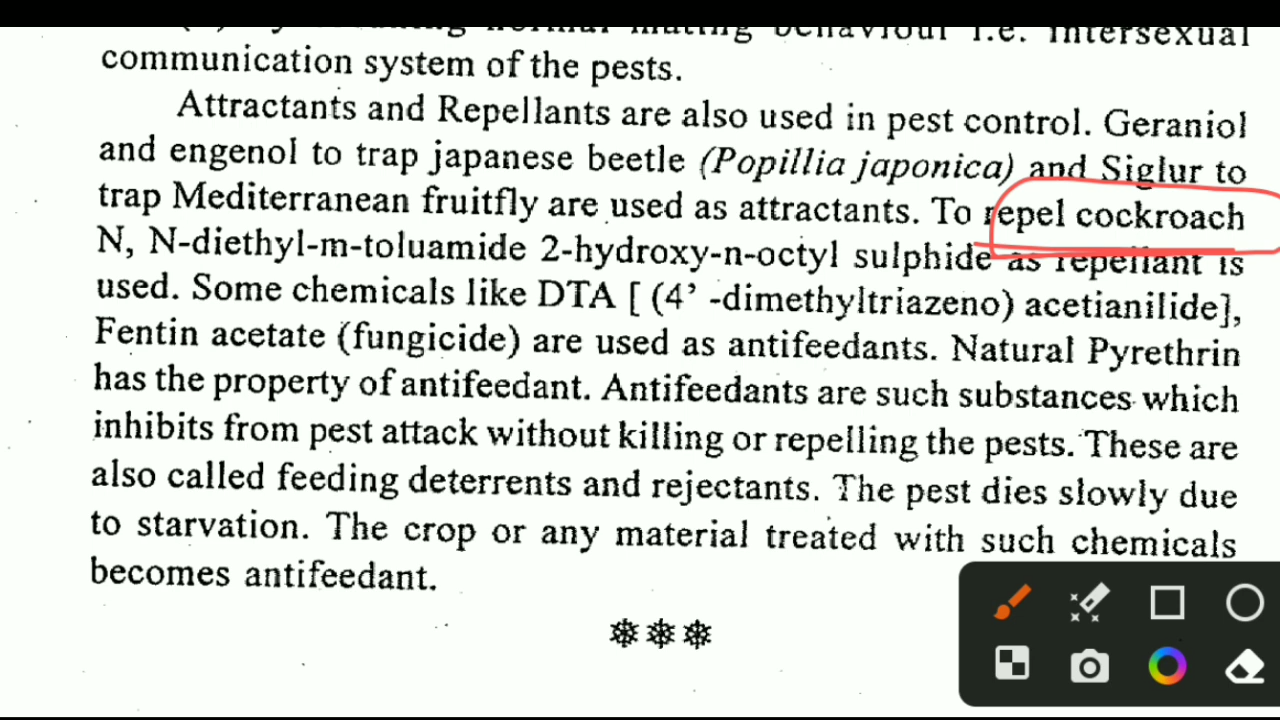 normal mating behaviour i.e. intersexual
communication system of the pests.
Attractants and Repellants are also used in pest control. Geraniol
and engenol to trap japanese beetle (Popillia japonica) and Siglur to
trap Mediterranean fruitfly are used as attractants. To repel cockroach
N, N-diethyl-m-toluamide 2-hydroxy-n-octyl sulphide as repellant is
used. Some chemicals like DTA [ (4’ -dimethyltriazeno) acetianilide],
Fentin acetate (fungicide) are used as antifeedants. Natural Pyrethrin
has the property of antifeedant. Antifeedants are such substances which
inhibits from pest attack without killing or repelling the pests. These are
also called feeding deterrents and rejectants. The pest dies slowly due
to starvation. The crop or any material treated with such chemicals
becomes antifeedant.